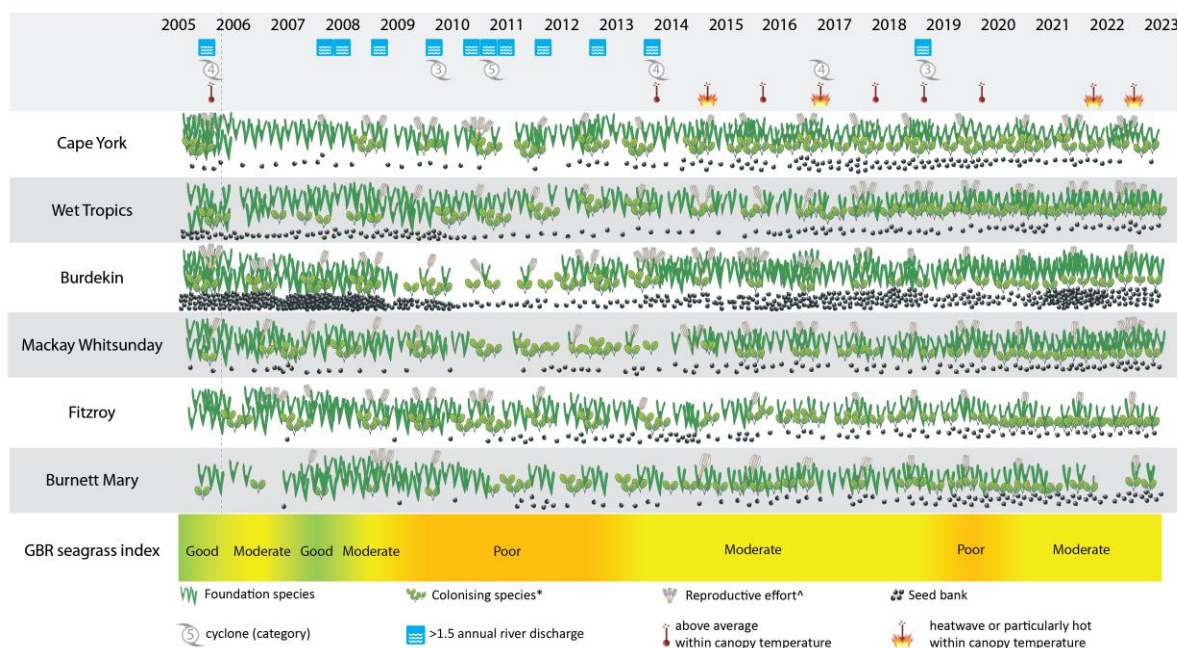 2005 2006 2007 2008 2009 2010 2011 2012 2013 2014 2015 2016 2017 2018 2019 2020 2021 2022 2023
4 3 5 4 4 3
Cape York
Wet Tropics
Burdekin
Mackay Whitsunday
Fitzroy
Burnett Mary
GBR seagrass index
Good Moderate Good Moderate Poor Moderate Poor Moderate
Foundation species Colonising species* Reproductive effort^ Seed bank
5 cyclone (category) >1.5 annual river discharge above average within canopy temperature heatwave or particularly hot within canopy temperature